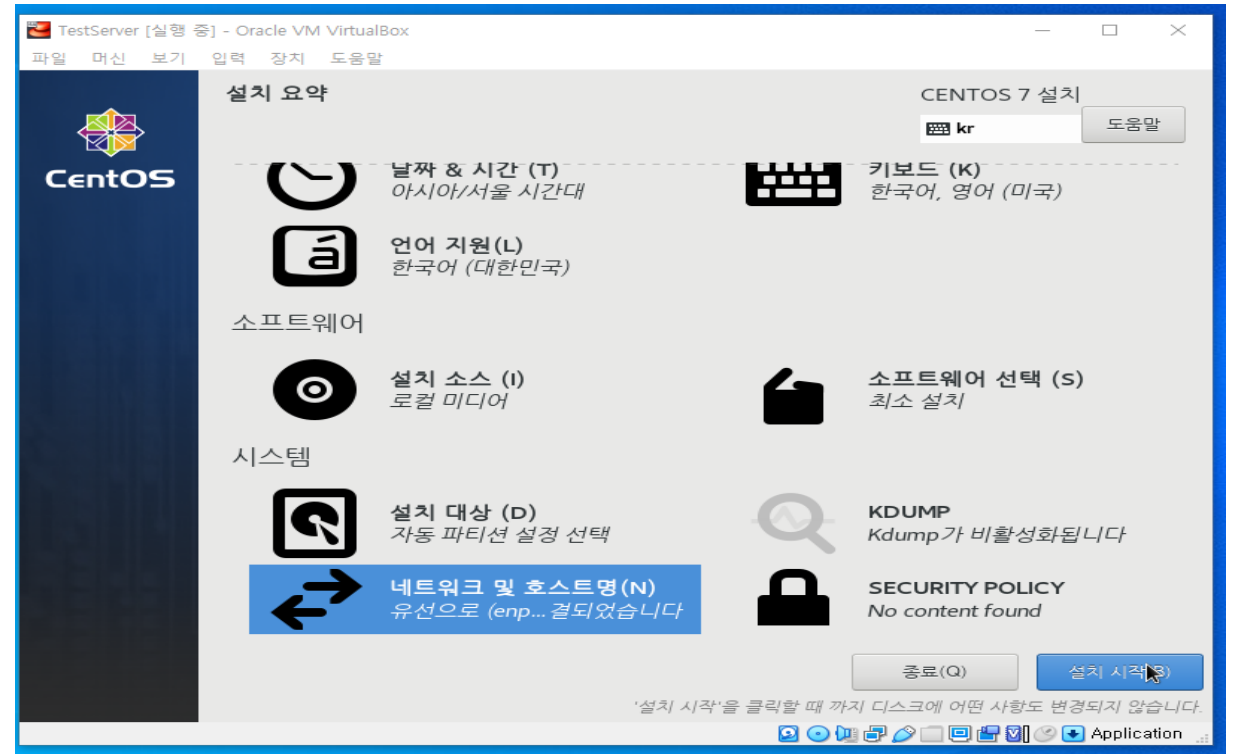 TestServer [실행 중] - Oracle VM VirtualBox
파일 머신 보기 입력 장치 도움말
설치 요약
CENTOS 7 설치
kr
도움말
CentOS
날짜 & 시간 (T)
아시아/서울 시간대
키보드 (K)
한국어, 영어 (미국)
언어 지원(L)
한국어 (대한민국)
소프트웨어
설치 소스 (I)
로컬 미디어
소프트웨어 선택 (S)
최소 설치
시스템
설치 대상 (D)
자동 파티션 설정 선택
KDUMP
Kdump가 비활성화됩니다
네트워크 및 호스트명(N)
유선으로 (enp...결되었습니다
SECURITY POLICY
No content found
종료(Q)
설치 시작(B)
'설치 시작'을 클릭할 때 까지 디스크에 어떤 사항도 변경되지 않습니다.
Application